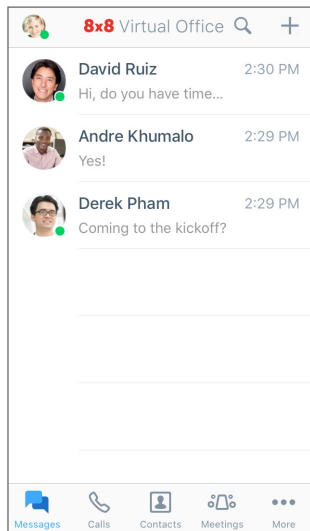 8x8 Virtual Office
David Ruiz 2:30 PM
Hi, do you have time...
Andre Khumalo 2:29 PM
Yes!
Derek Pham 2:29 PM
Coming to the kickoff?
Messages Calls Contacts Meetings More